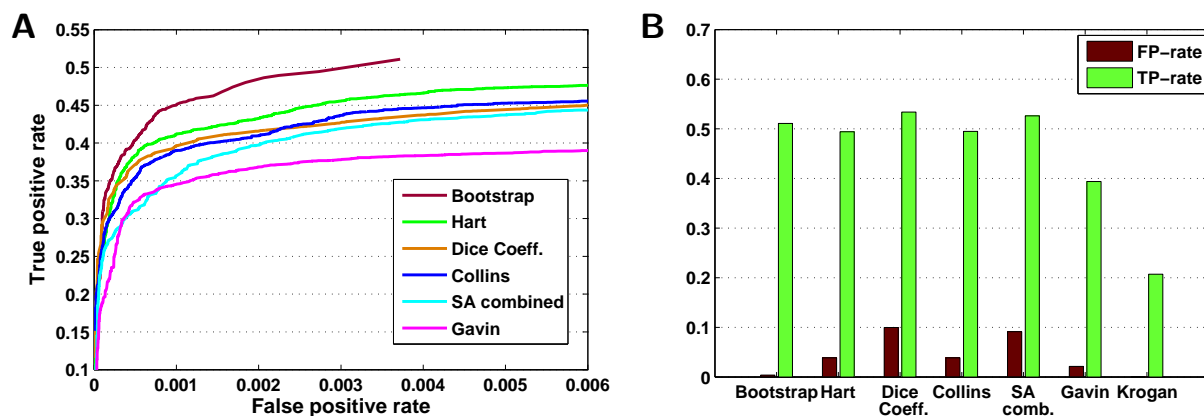 A
True positive rate
0.55
0.5
0.45
0.4
0.35
0.3
0.25
0.2
0.15
0.1
0
0.001
0.002
0.003
0.004
0.005
0.006
False positive rate
Bootstrap
Hart
Dice Coeff.
Collins
SA combined
Gavin
B
0.7
0.6
0.5
0.4
0.3
0.2
0.1
0
FP−rate
TP−rate
Bootstrap
Hart
Dice
Coeff.
Collins
SA
comb.
Gavin
Krogan